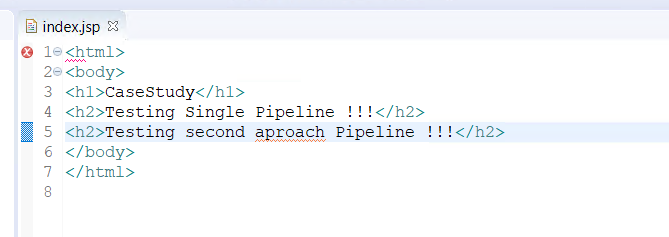 index.jsp
1 <html>
2 <body>
3 <h1>CaseStudy</h1>
4 <h2>Testing Single Pipeline !!!</h2>
5 <h2>Testing second aproach Pipeline !!!</h2>
6 </body>
7 </html>
8